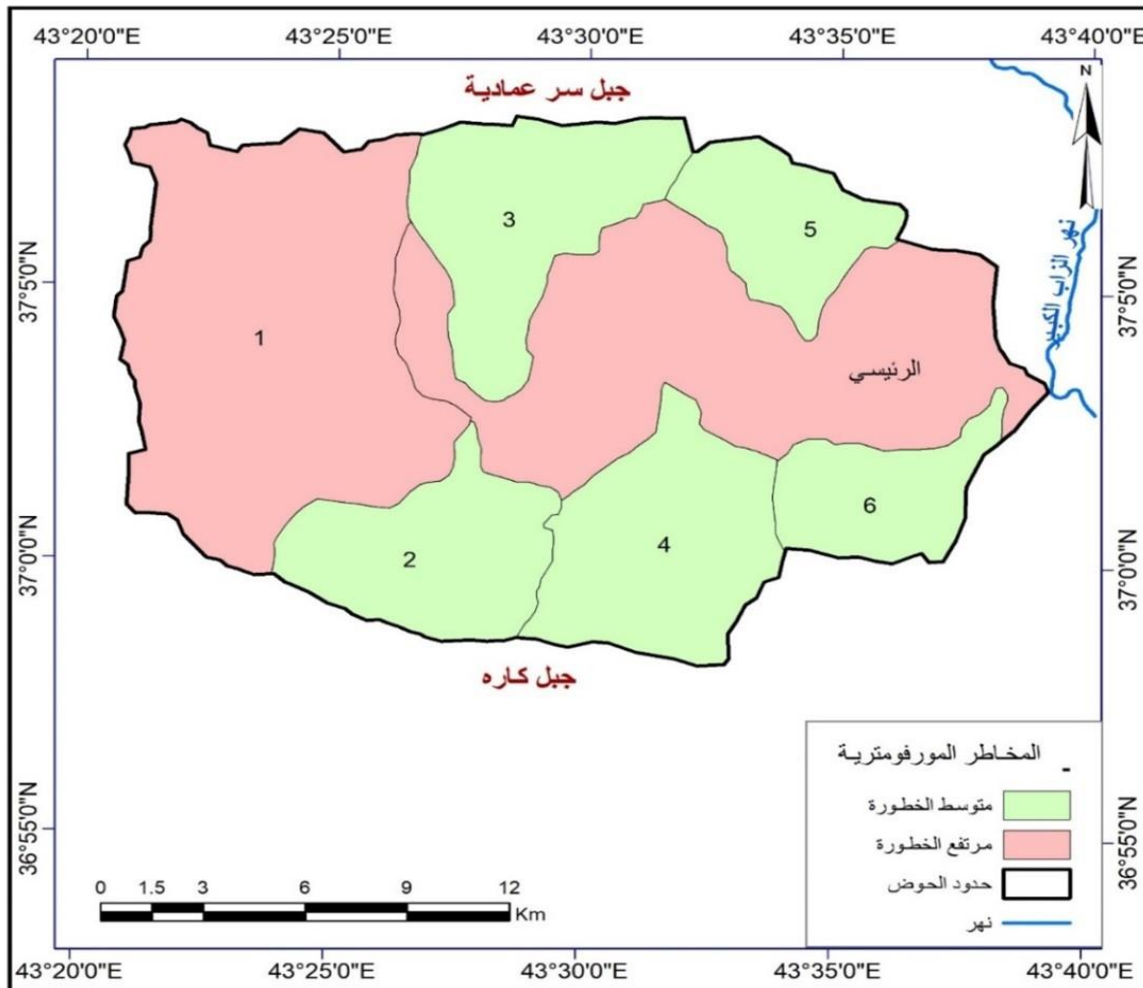 43°20'0"E 43°25'0"E 43°30'0"E 43°35'0"E 43°40'0"E
جبل سر عمادية
N
3
5
نهر الزاب الكبير
37°5'0"N
37°5'0"N
1
الرئيسي
6
4
2
37°0'0"N
37°0'0"N
جبل كاره
المخاطر المورفومترية
-
متوسط الخطورة
مرتفع الخطورة
حدود الحوض
نهر
36°55'0"N
36°55'0"N
0 1.5 3 6 9 12
Km
43°20'0"E 43°25'0"E 43°30'0"E 43°35'0"E 43°40'0"E